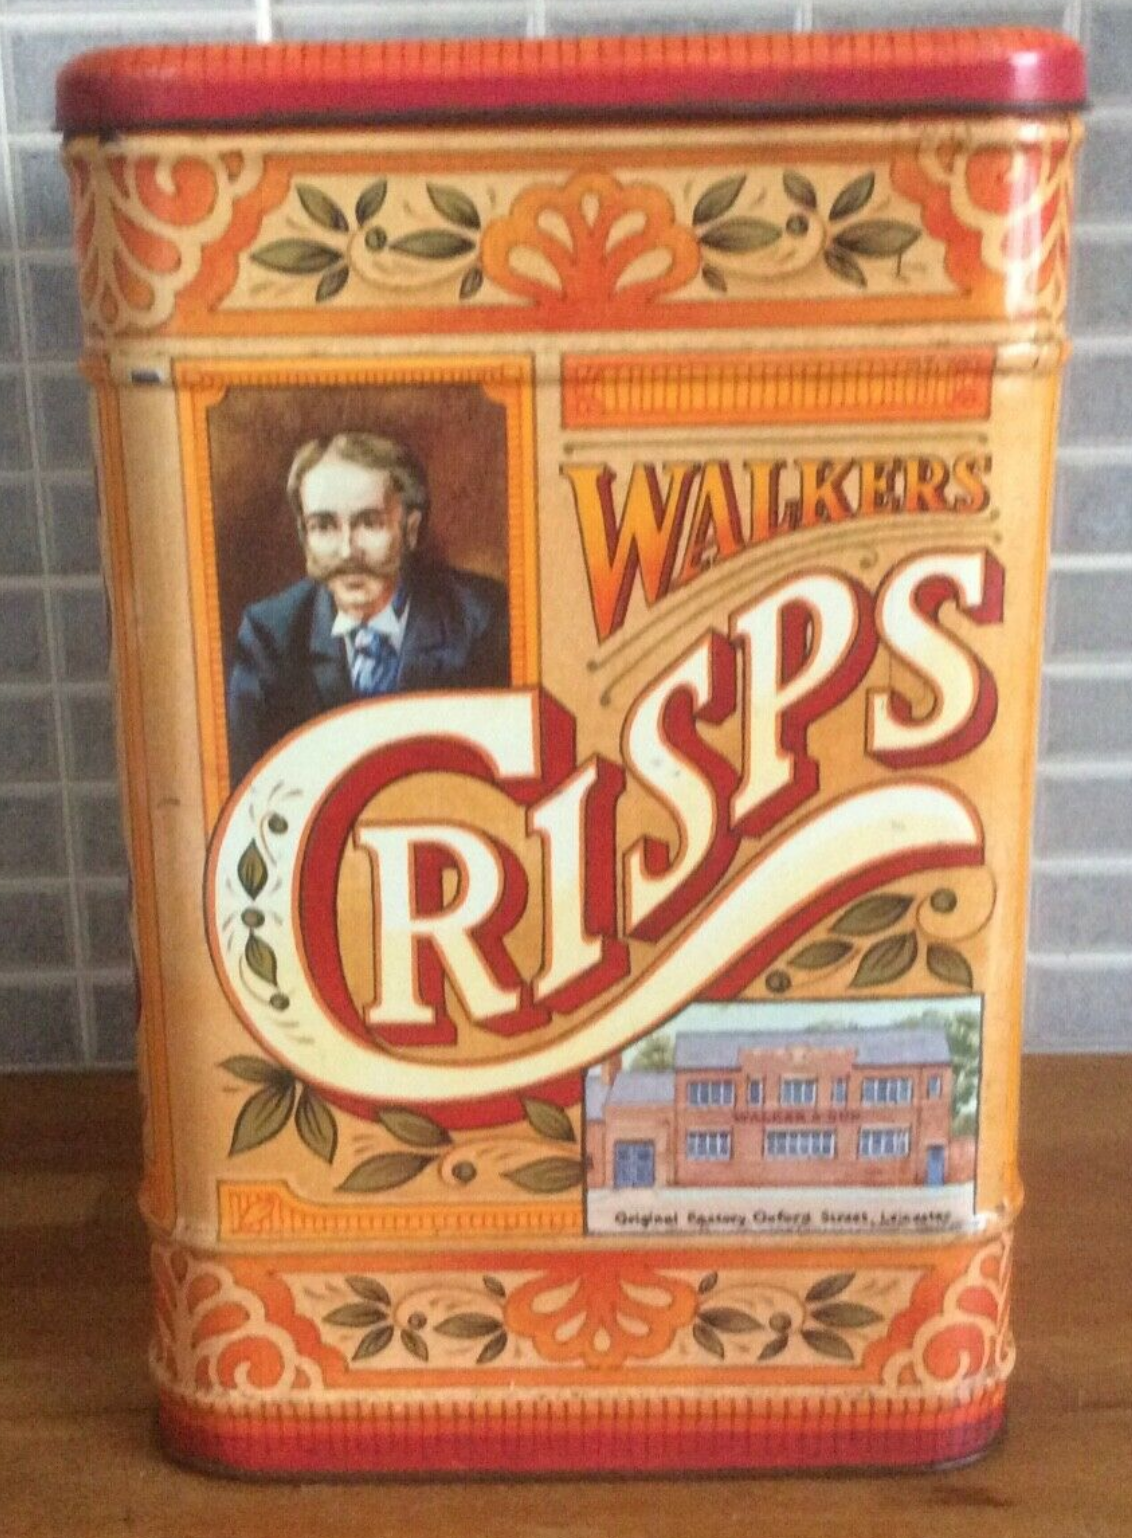 WALKERS
CRISPS
WALKER & SON
Original Factory Oxford Street, Leicester